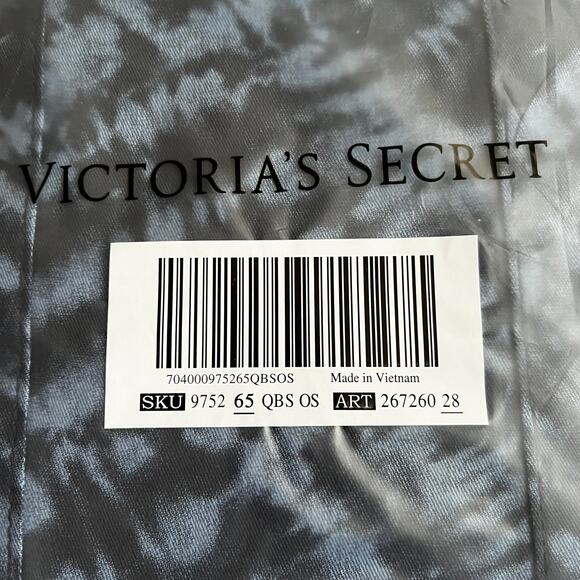 VICTORIA'S SECRET
704000975265QBSOS Made in Vietnam
SKU 9752 65 QBS OS ART 267260 28